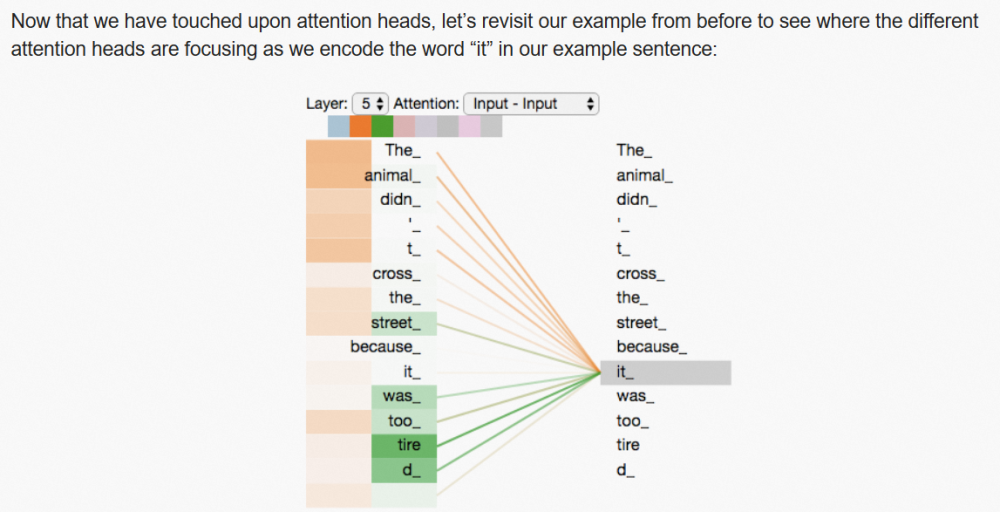 Now that we have touched upon attention heads, let’s revisit our example from before to see where the different
attention heads are focusing as we encode the word “it” in our example sentence:
Layer: 5 Attention: Input - Input
The_ The_
animal_ animal_
didn_ didn_
'_ '_
t_ t_
cross_ cross_
the_ the_
street_ street_
because_ because_
it_ it_
was_ was_
too_ too_
tire tire
d_ d_